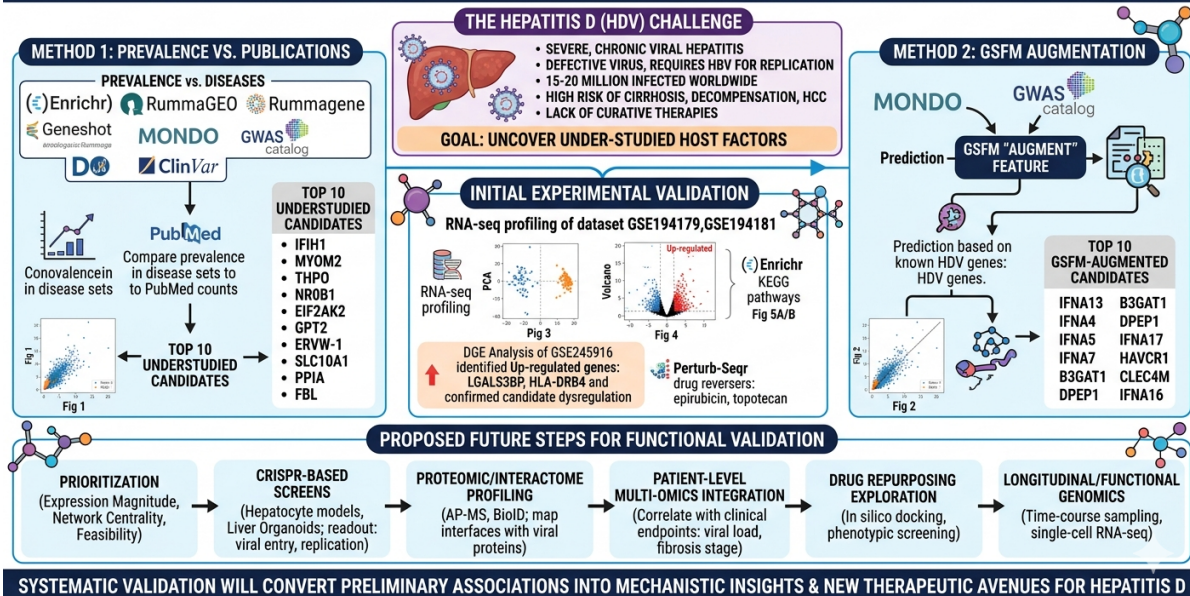 THE HEPATITIS D (HDV) CHALLENGE
• SEVERE, CHRONIC VIRAL HEPATITIS
• DEFECTIVE VIRUS, REQUIRES HBV FOR REPLICATION
• 15-20 MILLION INFECTED WORLDWIDE
• HIGH RISK OF CIRRHOSIS, DECOMPENSATION, HCC
• LACK OF CURATIVE THERAPIES
GOAL: UNCOVER UNDER-STUDIED HOST FACTORS
METHOD 1: PREVALENCE VS. PUBLICATIONS
PREVALENCE vs. DISEASES
Enrichr
RummaGEO
Rummagene
Geneshot
MONDO
GWAS
catalog
DO
ClinVar
Conovalencein
in disease sets
PubMed
Compare prevalence
in disease sets
to PubMed counts
TOP 10
UNDERSTUDIED
CANDIDATES
Fig 1
Fig 1
TOP 10
UNDERSTUDIED
CANDIDATES
• IFIH1
• MYOM2
• THPO
• NR0B1
• EIF2AK2
• GPT2
• ERVW-1
• SLC10A1
• PPIA
• FBL
INITIAL EXPERIMENTAL VALIDATION
RNA-seq profiling of dataset GSE194179,GSE194181
RNA-seq
profiling
PCA
Pig 3
Volcano
Up-regulated
Fig 4
Enrichr
KEGG
pathways
Fig 5A/B
DGE Analysis of GSE245916
identified Up-regulated genes:
LGALS3BP, HLA-DRB4 and
confirmed candidate dysregulation
Perturb-Seqr
drug reversers:
epirubicin, topotecan
METHOD 2: GSFM AUGMENTATION
MONDO
GWAS
catalog
Prediction
GSFM "AUGMENT"
FEATURE
Prediction based on
known HDV genes:
HDV genes.
Fig 2
Fig 2
TOP 10
GSFM-AUGMENTED
CANDIDATES
IFNA13 B3GAT1
IFNA4 DPEP1
IFNA5 IFNA17
IFNA7 HAVCR1
B3GAT1 CLEC4M
DPEP1 IFNA16
PROPOSED FUTURE STEPS FOR FUNCTIONAL VALIDATION
PRIORITIZATION
(Expression Magnitude,
Network Centrality,
Feasibility)
CRISPR-BASED
SCREENS
(Hepatocyte models,
Liver Organoids; readout:
viral entry, replication)
PROTEOMIC/INTERACTOME
PROFILING
(AP-MS, BioID; map
interfaces with viral
proteins)
PATIENT-LEVEL
MULTI-OMICS INTEGRATION
(Correlate with clinical
endpoints: viral load,
fibrosis stage)
DRUG REPURPOSING
EXPLORATION
(In silico docking,
phenotypic screening)
LONGITUDINAL/FUNCTIONAL
GENOMICS
(Time-course sampling,
single-cell RNA-seq)
SYSTEMATIC VALIDATION WILL CONVERT PRELIMINARY ASSOCIATIONS INTO MECHANISTIC INSIGHTS & NEW THERAPEUTIC AVENUES FOR HEPATITIS D